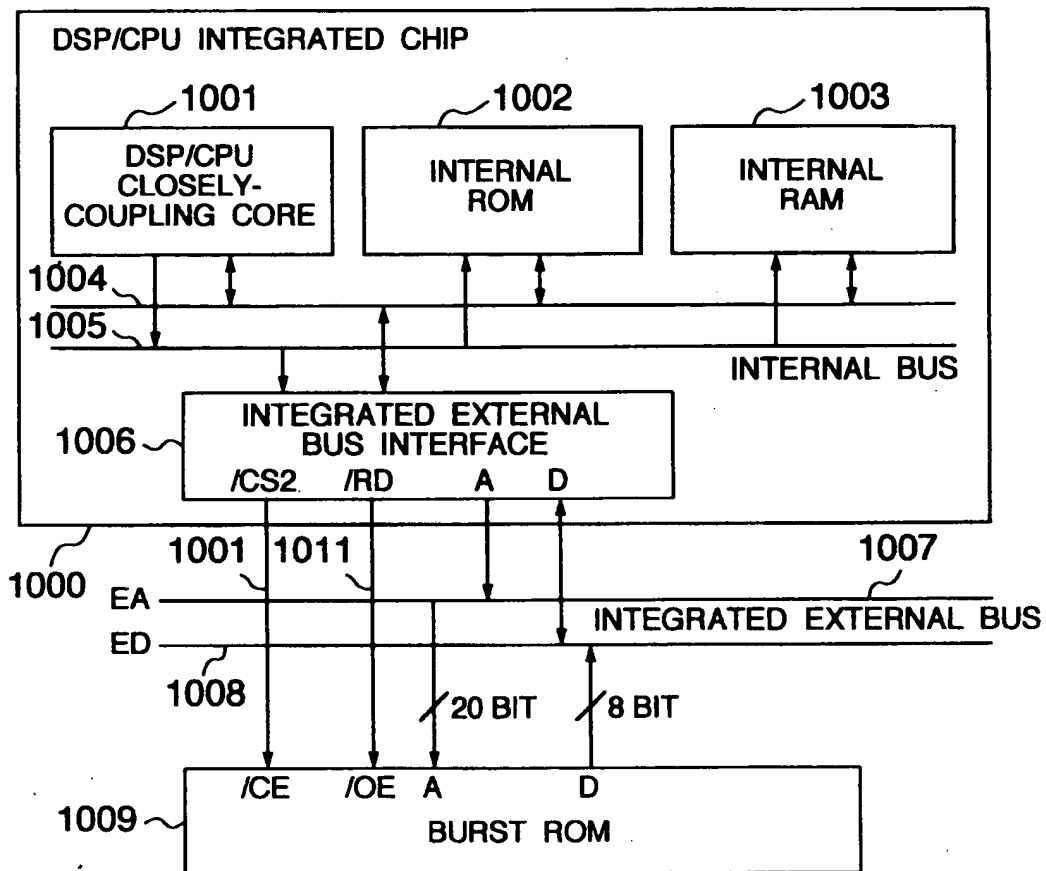 DSP/CPU INTEGRATED CHIP
1001
1002
1003
DSP/CPU
CLOSELY-
COUPLING CORE
INTERNAL
ROM
INTERNAL
RAM
1004
1005
INTERNAL BUS
1006
INTEGRATED EXTERNAL
BUS INTERFACE
/CS2 /RD A D
1000
1001
1011
1007
EA
INTEGRATED EXTERNAL BUS
ED
1008
20 BIT
8 BIT
/CE /OE A D
1009
BURST ROM